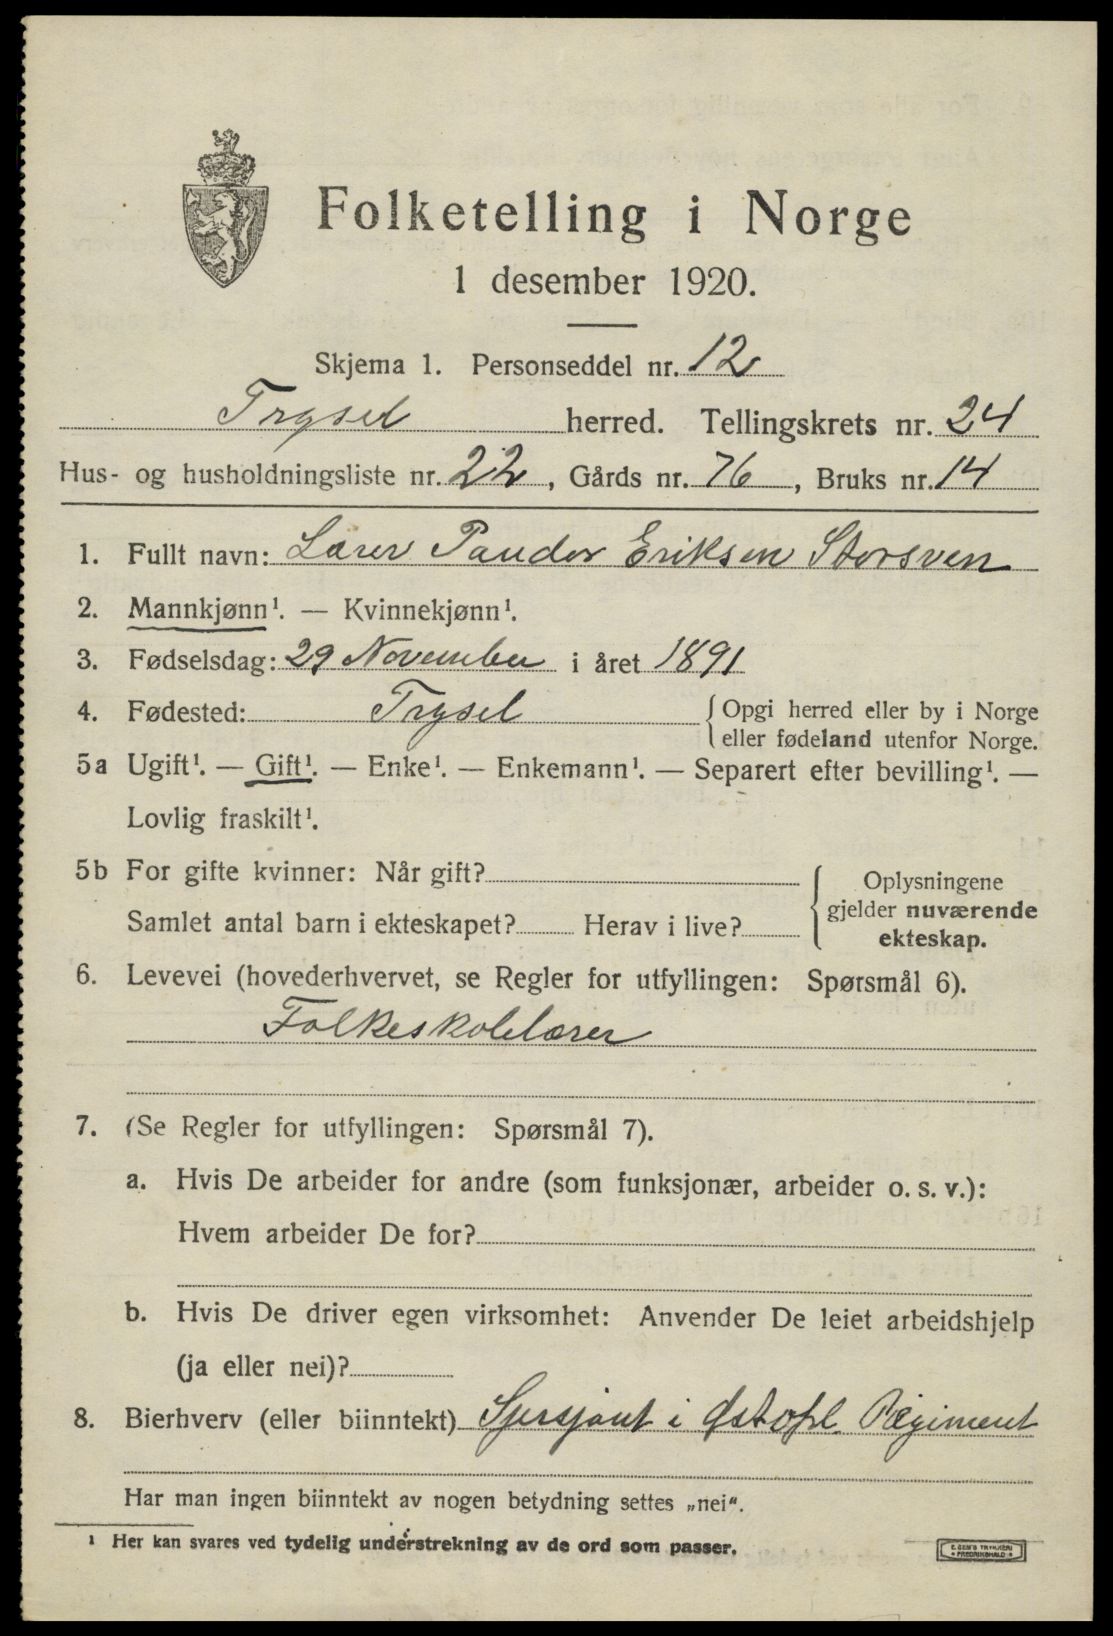 Folketelling i Norge
1 desember 1920.
Skjema 1. Personseddel nr. 12
Trysil herred. Tellingskrets nr. 24
Hus- og husholdningsliste nr. 22, Gårds nr. 76, Bruks nr. 14
1. Fullt navn: Lærer Peder Eriksen Storsveen
2. Mannkjønn¹. — Kvinnekjønn¹.
3. Fødselsdag: 29 November i året 1891
4. Fødested: Trysil {Opgi herred eller by i Norge
eller fødeland utenfor Norge.
5a Ugift¹. — Gift¹. — Enke¹. — Enkemann¹. — Separert efter bevilling¹. —
Lovlig fraskilt¹.
5b For gifte kvinner: Når gift?
Samlet antal barn i ekteskapet? Herav i live?
Oplysningene
gjelder nuværende
ekteskap.
6. Levevei (hovederhvervet, se Regler for utfyllingen: Spørsmål 6).
Folkeskolelærer
7. (Se Regler for utfyllingen: Spørsmål 7).
a. Hvis De arbeider for andre (som funksjonær, arbeider o. s. v.):
Hvem arbeider De for?
b. Hvis De driver egen virksomhet: Anvender De leiet arbeidshjelp
(ja eller nei)?
8. Bierhverv (eller biinntekt) Sjersjant i Østopl. Regiment
Har man ingen biinntekt av nogen betydning settes „nei“.
¹ Her kan svares ved tydelig understrekning av de ord som passer.
E. SEM'S TRYKKERI
FREDRIKSHALD